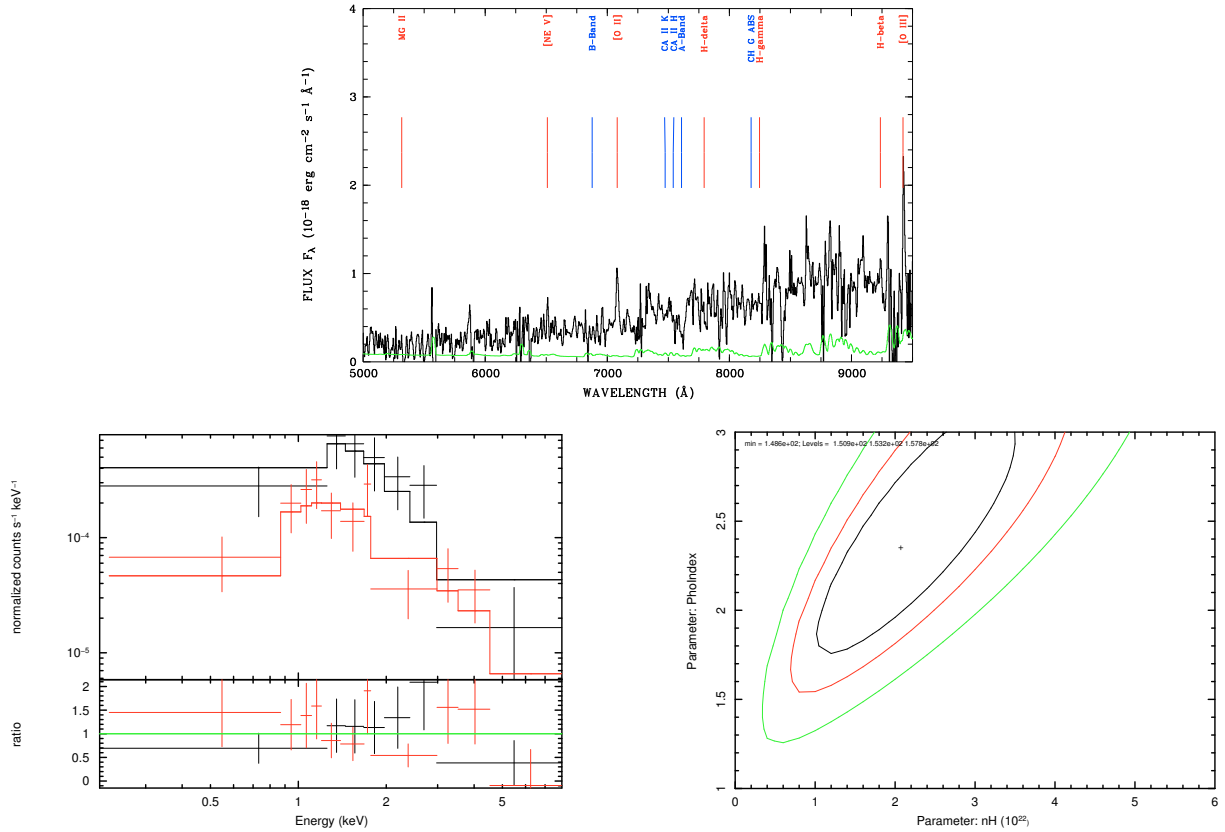 4
3
2
1
0
FLUX Fλ (10⁻¹⁸ erg cm⁻² s⁻¹ Å⁻¹)
MG II
[NE V]
B-Band
[O II]
CA II K
CA II H
A-Band
H-delta
CH G ABS
H-gamma
H-beta
[O III]
5000 6000 7000 8000 9000
WAVELENGTH (Å)
normalized counts s⁻¹ keV⁻¹
10⁻⁴
10⁻⁵
ratio
2
1.5
1
0.5
0
0.5 1 2 5
Energy (keV)
min = 1.486e+02; Levels = 1.509e+02 1.532e+02 1.578e+02
Parameter: PhoIndex
3
2.5
2
1.5
1
0 1 2 3 4 5 6
Parameter: nH (10²²)